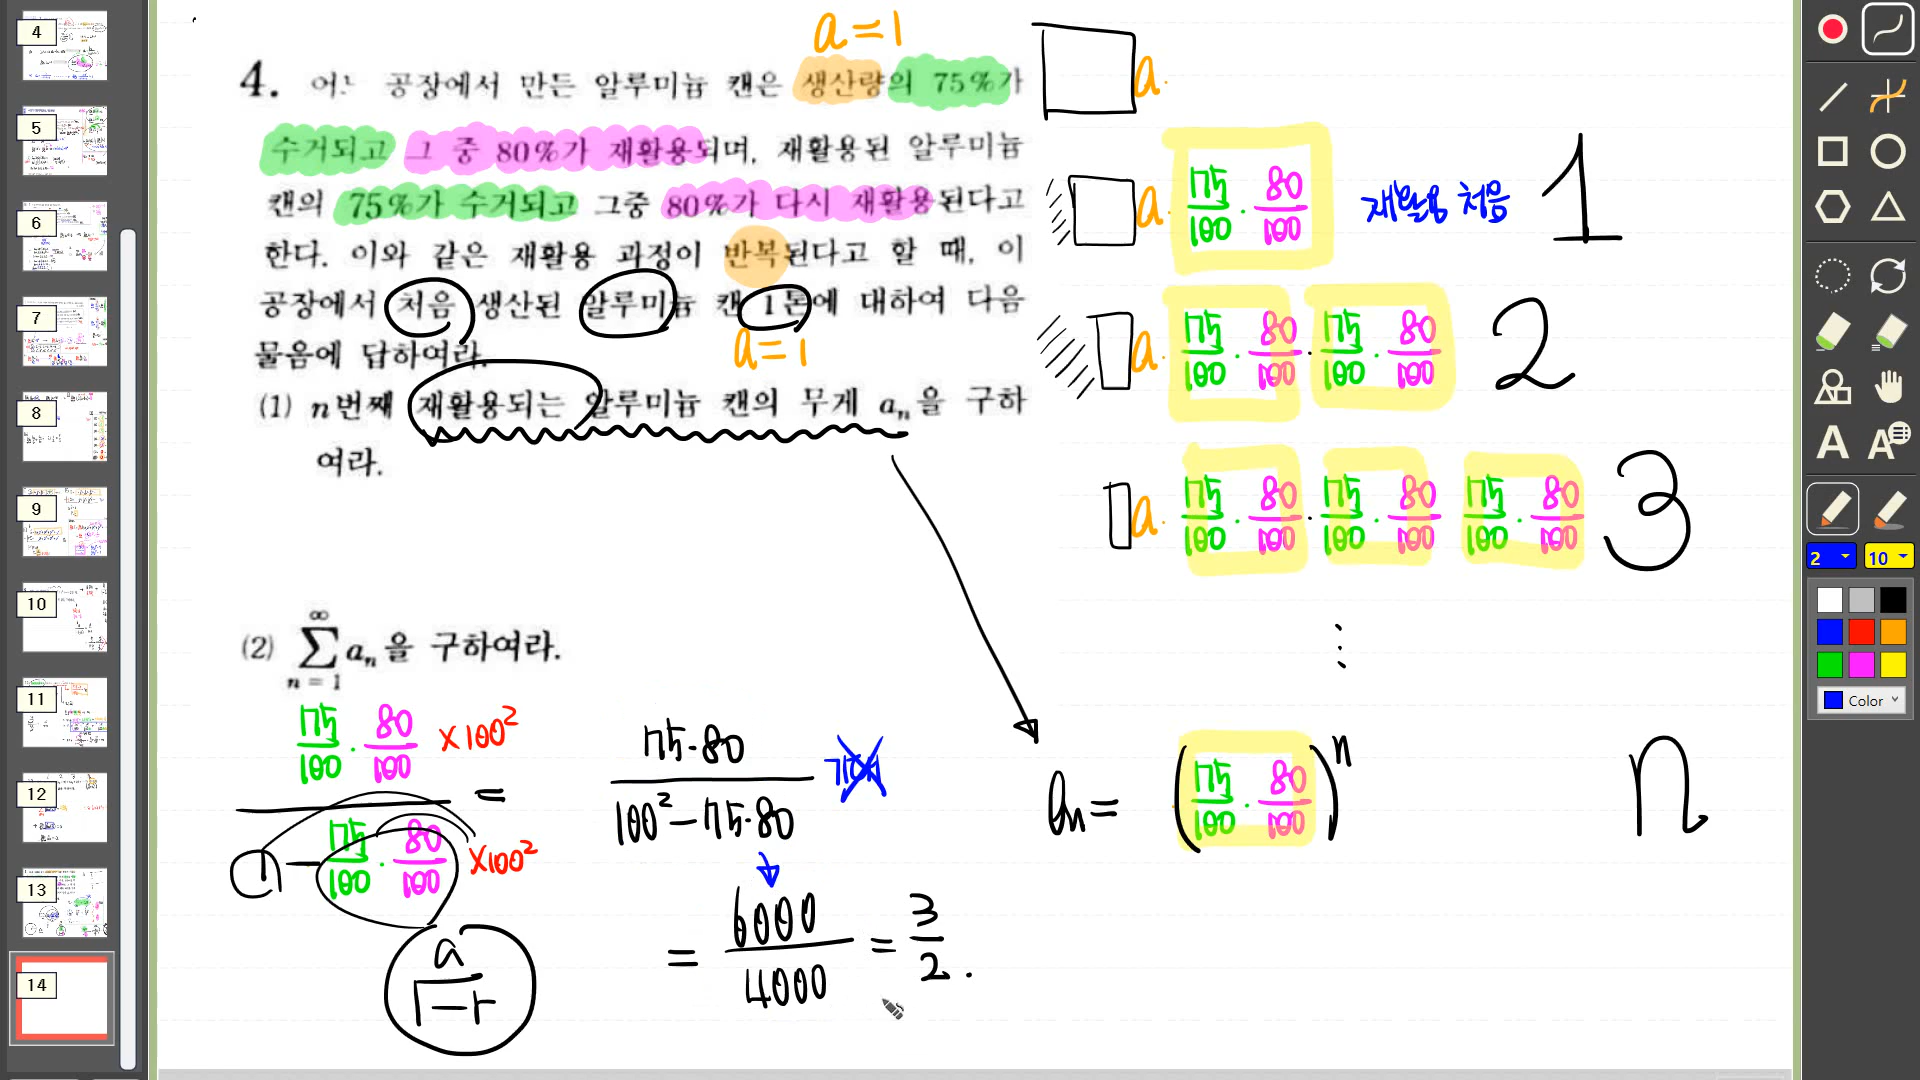 a=1
4. 어느 공장에서 만든 알루미늄 캔은 생산량의 75%가
수거되고 그 중 80%가 재활용되며, 재활용된 알루미늄
캔의 75%가 수거되고 그중 80%가 다시 재활용된다고
한다. 이와 같은 재활용 과정이 반복된다고 할 때, 이
공장에서 처음 생산된 알루미늄 캔 1톤에 대하여 다음
물음에 답하여라.
a=1
(1) n번째 재활용되는 알루미늄 캔의 무게 aₙ을 구하
여라.
(2) ∑ₙ₌₁^∞ aₙ을 구하여라.
75/100 · 80/100 ×100²
1 - 75/100 · 80/100 ×100²
=
75·80 / 100²-75·80
= 6000/4000 = 3/2 .
a/1-r
a.
a. 75/100 · 80/100 재활용 처음 1
a. 75/100 · 80/100 · 75/100 · 80/100 2
a. 75/100 · 80/100 · 75/100 · 80/100 75/100 · 80/100 3
⋮
aₙ= (75/100 · 80/100)ⁿ n
4
5
6
7
8
9
10
11
12
13
14
A A
2 10
Color